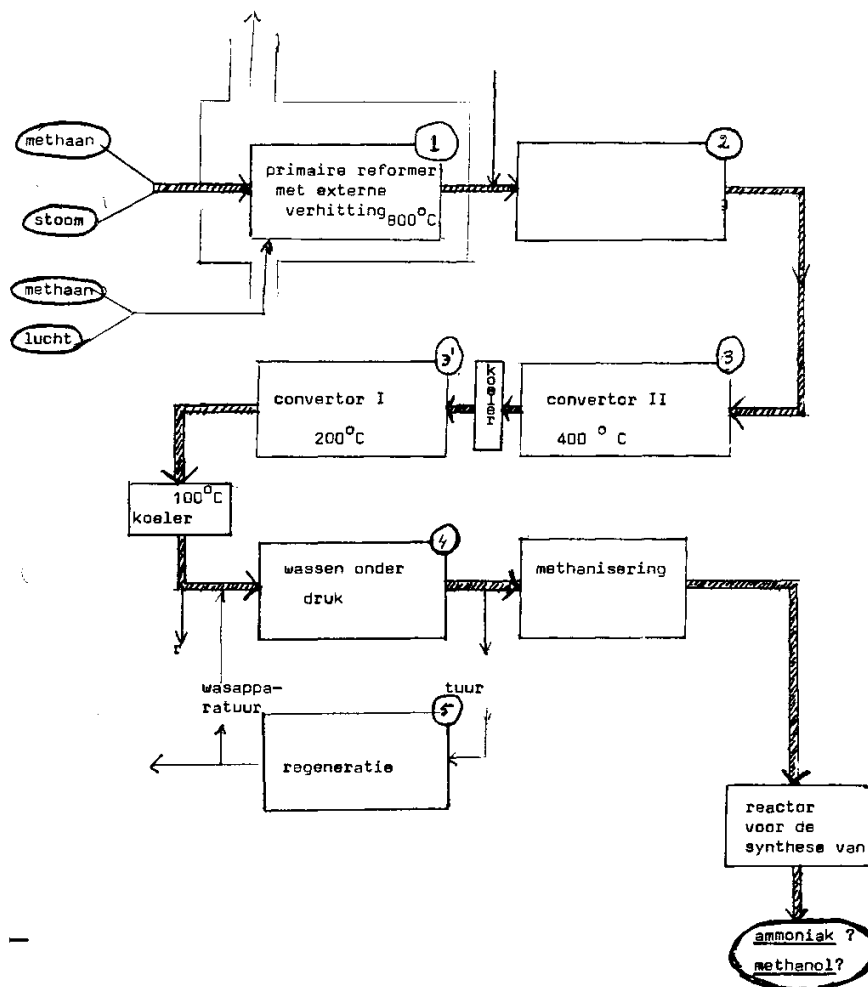 methaan
1
2
primaire reformer
met externe
verhitting 800°C
stoom
methaan
lucht
3'
3
convertor I
200°C
koeler
convertor II
400 °C
100°C
koeler
4
wassen onder
druk
methanisering
wasappa-
ratuur
tuur
5
regeneratie
reactor
voor de
synthese van
ammoniak ?
methanol?